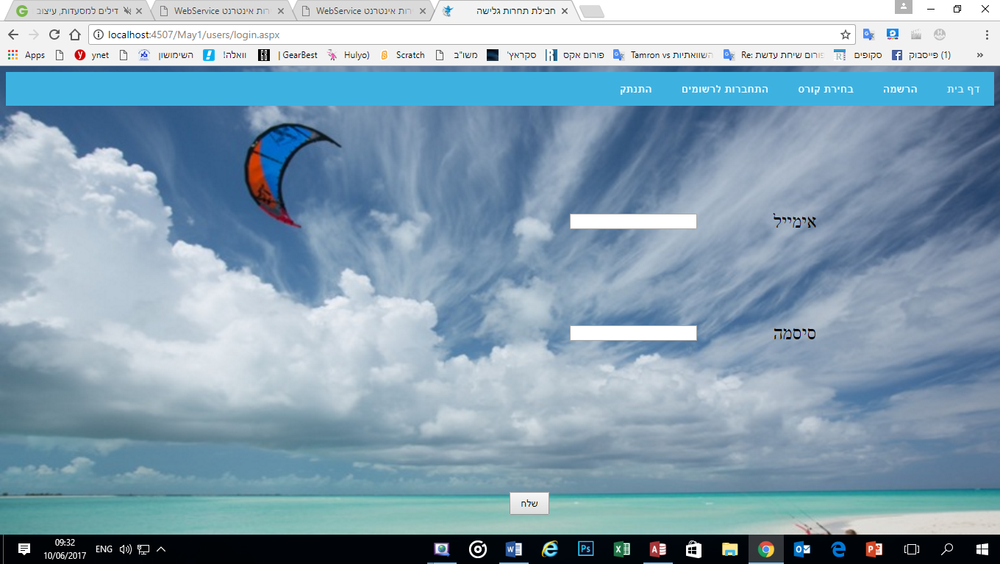 דילים למסעדות, עיצוב
רות אינטרנט WebService
רות אינטרנט WebService
חבילת תחרות גלישה
localhost:4507/May1/users/login.aspx
Apps
ynet
השימושון
וואלה!
| GearBest
Hulyo)
Scratch
משו"ב
סקראץ'
פורום אקס
Tamron vs השוואתיות
Re: פורום שיחת עדשת
סקופים
(1) פייסבוק
»
דף בית הרשמה בחירת קורס התחברות לרשומים התנתק
אימייל
סיסמה
שלח
ENG
09:32
10/06/2017